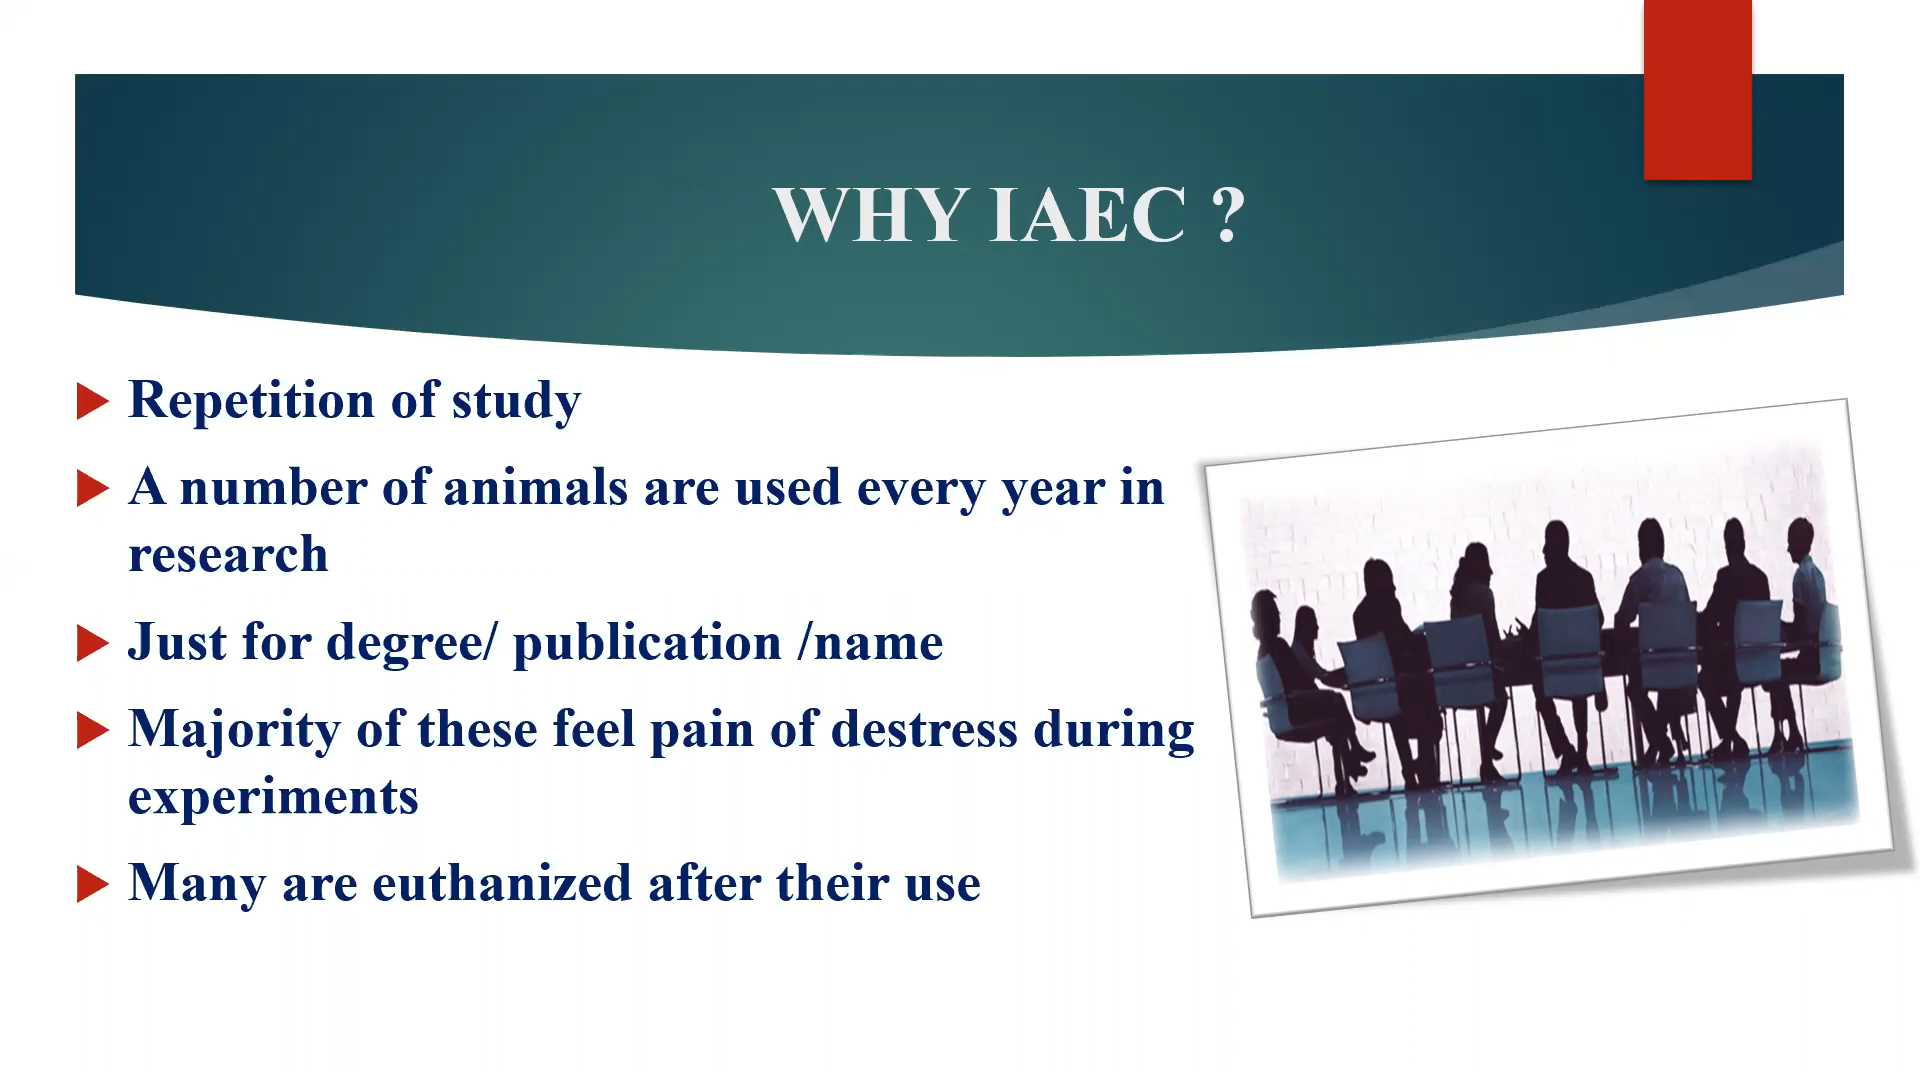 WHY IAEC ?
Repetition of study
A number of animals are used every year in
research
Just for degree/ publication /name
Majority of these feel pain of destress during
experiments
Many are euthanized after their use